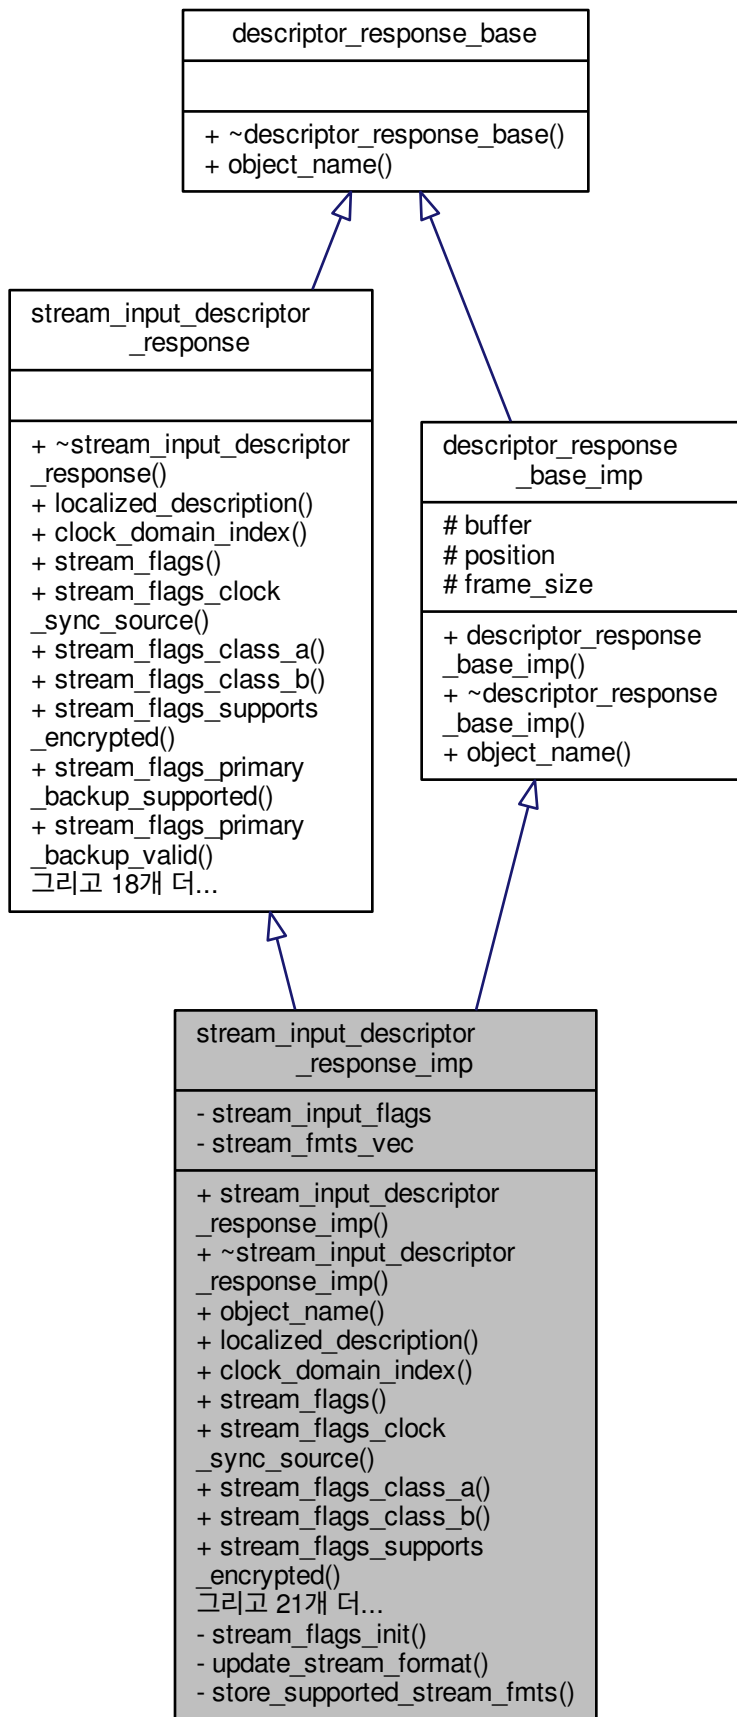 descriptor_response_base
+ ~descriptor_response_base()
+ object_name()
stream_input_descriptor
_response
+ ~stream_input_descriptor
_response()
+ localized_description()
+ clock_domain_index()
+ stream_flags()
+ stream_flags_clock
_sync_source()
+ stream_flags_class_a()
+ stream_flags_class_b()
+ stream_flags_supports
_encrypted()
+ stream_flags_primary
_backup_supported()
+ stream_flags_primary
_backup_valid()
그리고 18개 더...
descriptor_response
_base_imp
# buffer
# position
# frame_size
+ descriptor_response
_base_imp()
+ ~descriptor_response
_base_imp()
+ object_name()
stream_input_descriptor
_response_imp
- stream_input_flags
- stream_fmts_vec
+ stream_input_descriptor
_response_imp()
+ ~stream_input_descriptor
_response_imp()
+ object_name()
+ localized_description()
+ clock_domain_index()
+ stream_flags()
+ stream_flags_clock
_sync_source()
+ stream_flags_class_a()
+ stream_flags_class_b()
+ stream_flags_supports
_encrypted()
그리고 21개 더...
- stream_flags_init()
- update_stream_format()
- store_supported_stream_fmts()